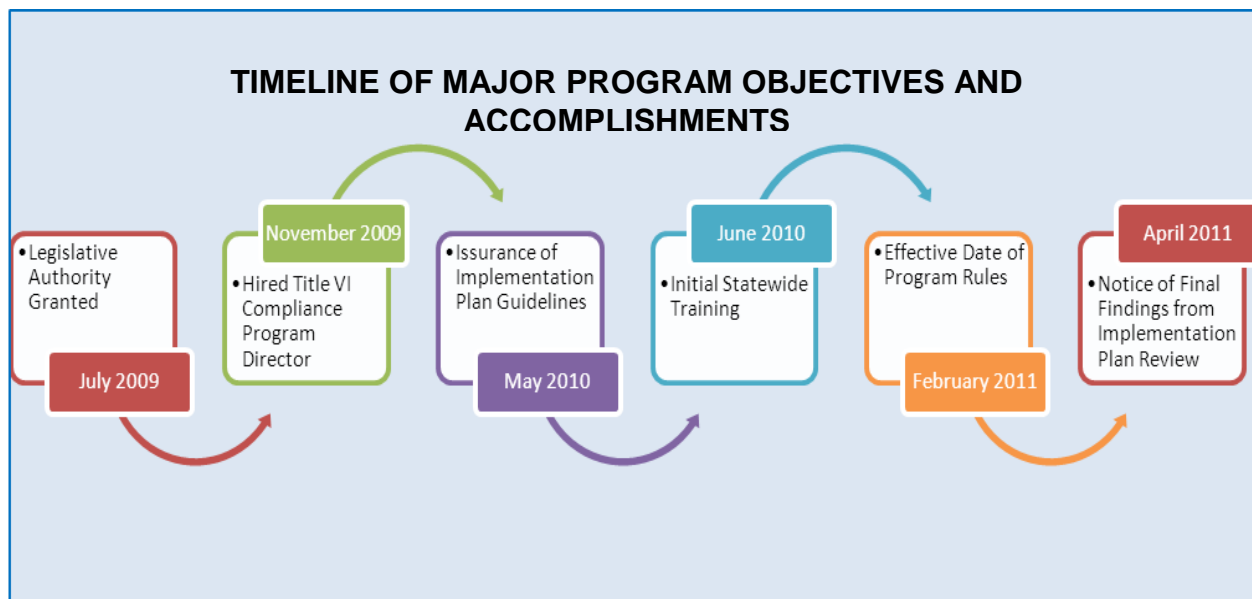 TIMELINE OF MAJOR PROGRAM OBJECTIVES AND
ACCOMPLISHMENTS
•Legislative
Authority
Granted
July 2009
November 2009
•Hired Title VI
Compliance
Program
Director
•Issurance of
Implementation
Plan Guidelines
May 2010
June 2010
•Initial Statewide
Training
•Effective Date of
Program Rules
February 2011
April 2011
•Notice of Final
Findings from
Implementation
Plan Review